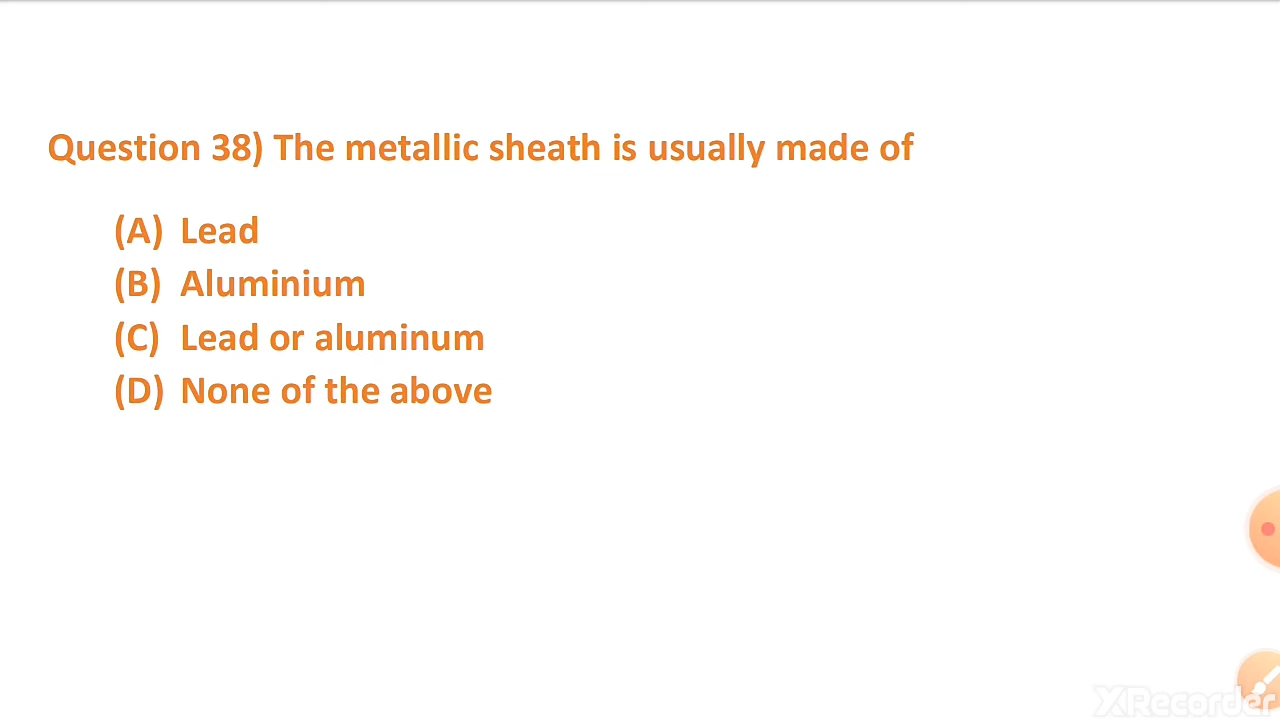 Question 38) The metallic sheath is usually made of
(A) Lead
(B) Aluminium
(C) Lead or aluminum
(D) None of the above
XRecorder